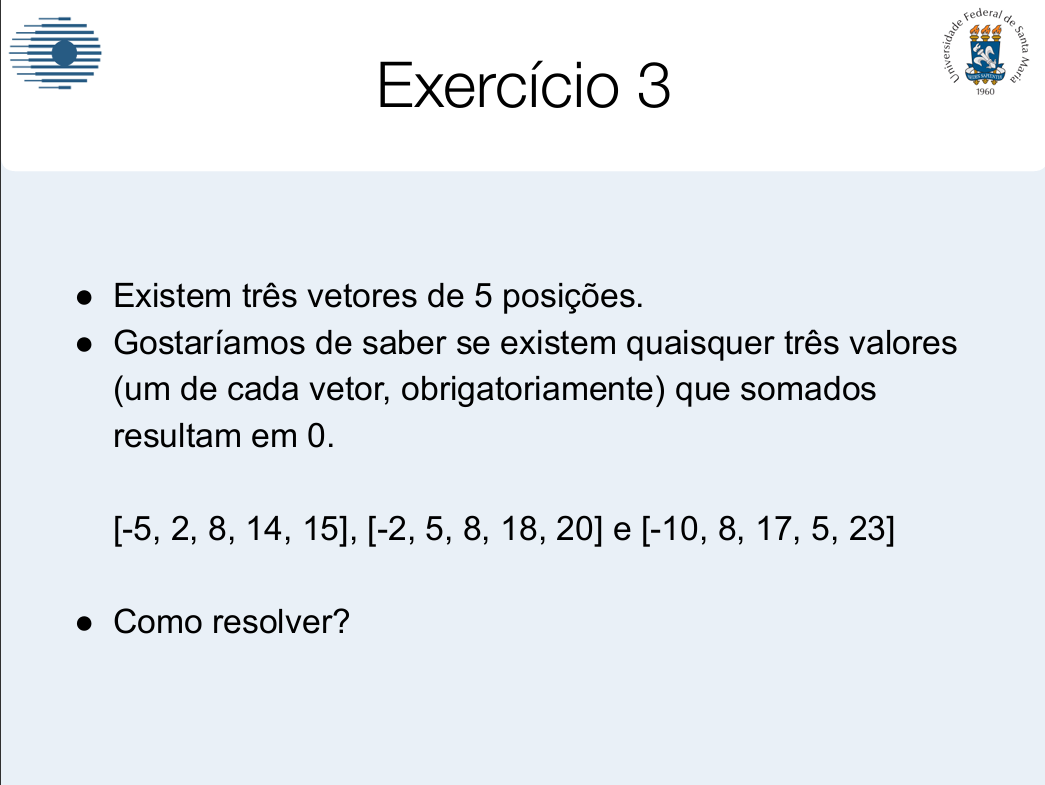 Exercício 3
Universidade Federal de Santa Maria
1960
● Existem três vetores de 5 posições.
● Gostaríamos de saber se existem quaisquer três valores
(um de cada vetor, obrigatoriamente) que somados
resultam em 0.
[-5, 2, 8, 14, 15], [-2, 5, 8, 18, 20] e [-10, 8, 17, 5, 23]
● Como resolver?